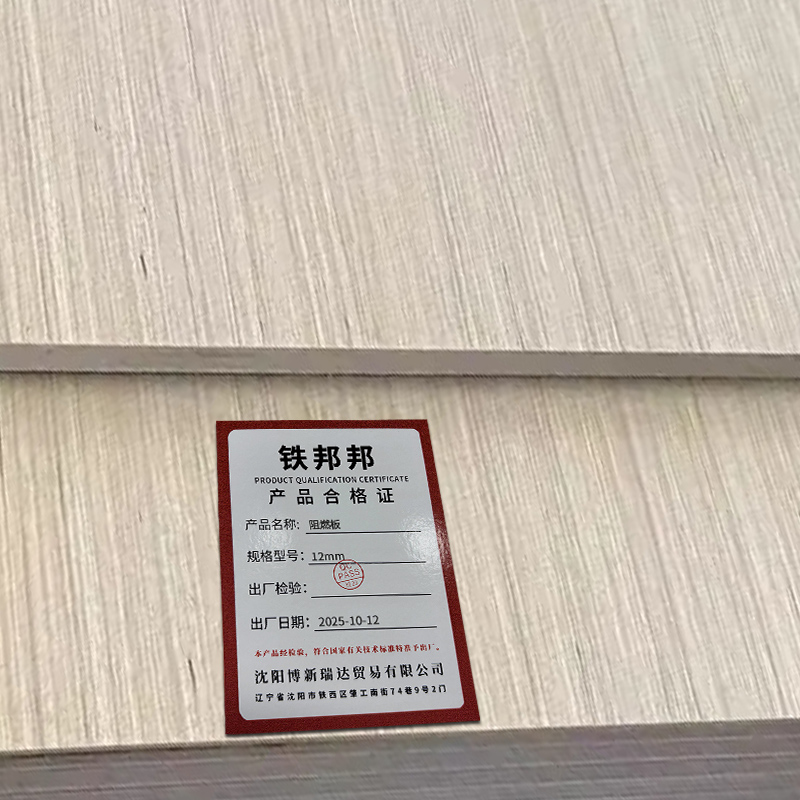 铁邦邦
PRODUCT QUALIFICATION CERTIFICATE
产品合格证
产品名称: 阻燃板
规格型号: 12mm
QC
PASS
出厂检验:
出厂日期: 2025-10-12
本产品经检验，符合国家有关技术标准特准予出厂。
沈阳博新瑞达贸易有限公司
辽宁省沈阳市铁西区肇工南街74巷9号2门